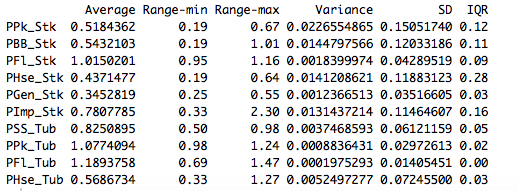 Average Range-min Range-max Variance SD IQR
PPk_Stk 0.5184362 0.19 0.67 0.0226554865 0.15051740 0.12
PBB_Stk 0.5432103 0.19 1.01 0.0144797566 0.12033186 0.11
PFl_Stk 1.0150201 0.95 1.16 0.0018399974 0.04289519 0.09
PHse_Stk 0.4371477 0.19 0.64 0.0141208621 0.11883123 0.28
PGen_Stk 0.3452819 0.25 0.55 0.0012366513 0.03516605 0.03
PImp_Stk 0.7807785 0.33 2.30 0.0131437214 0.11464607 0.16
PSS_Tub 0.8250895 0.50 0.98 0.0037468593 0.06121159 0.05
PPk_Tub 1.0774094 0.98 1.24 0.0008836431 0.02972613 0.02
PFl_Tub 1.1893758 0.69 1.47 0.0001975293 0.01405451 0.00
PHse_Tub 0.5686734 0.33 1.27 0.0052497277 0.07245500 0.03